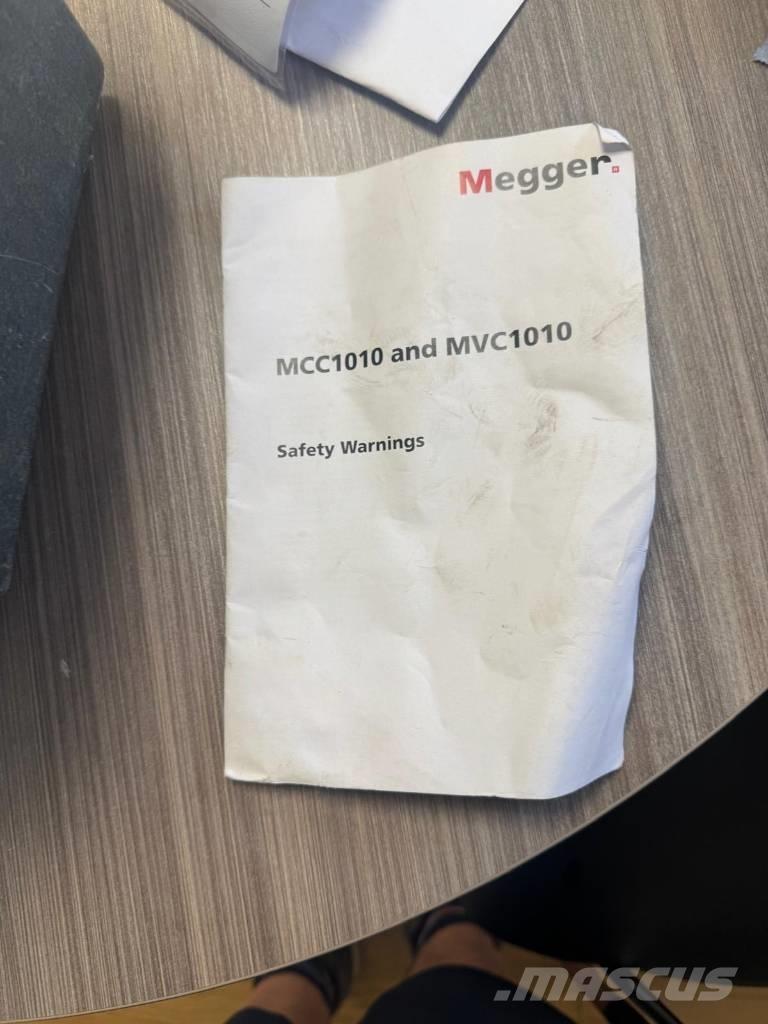 Megger.
MCC1010 and MVC1010
Safety Warnings
.MASCUS